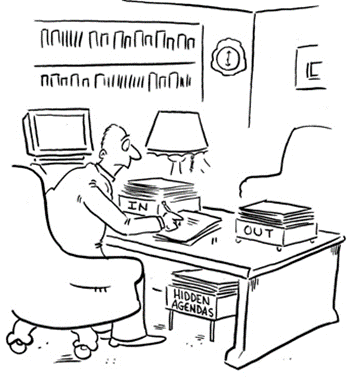 IN
OUT
HIDDEN
AGENDAS